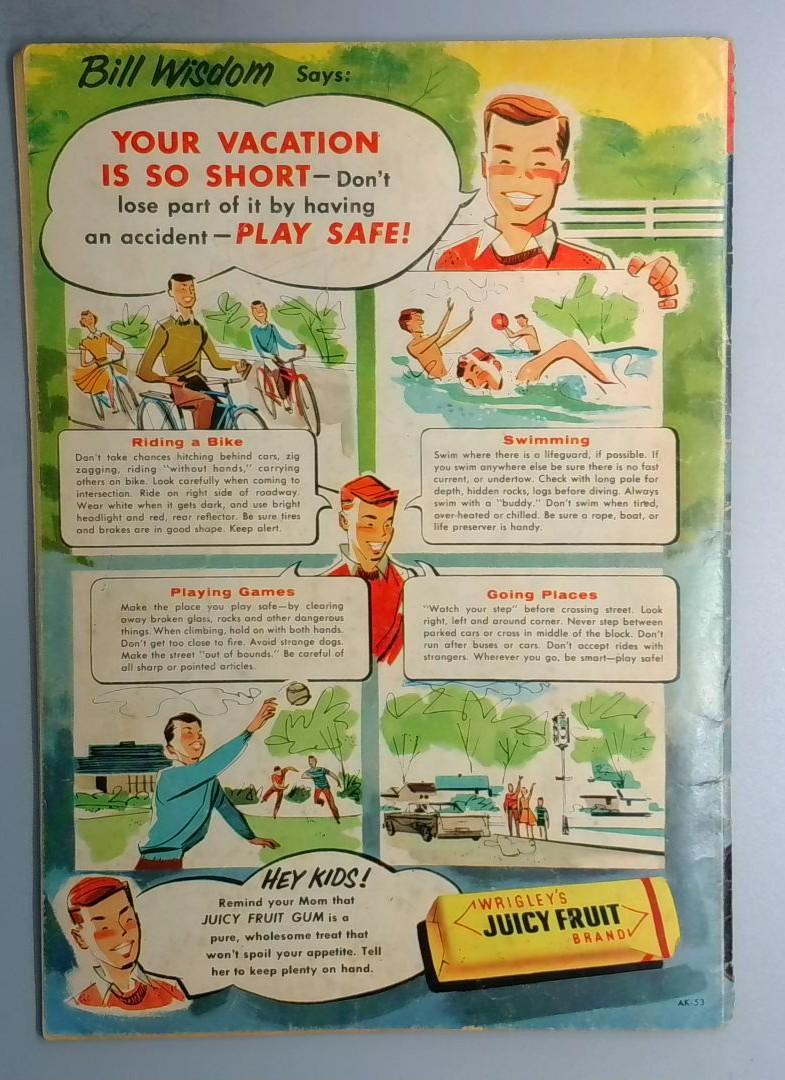 Bill Wisdom Says:
YOUR VACATION
IS SO SHORT—Don't
lose part of it by having
an accident—PLAY SAFE!
Riding a Bike
Don't take chances hitching behind cars, zig
zagging, riding "without hands," carrying
others on bike. Look carefully when coming to
intersection. Ride on right side of roadway.
Wear white when it gets dark, and use bright
headlight and red, rear reflector. Be sure tires
and brakes are in good shape. Keep alert.
Swimming
Swim where there is a lifeguard, if possible. If
you swim anywhere else be sure there is no fast
current, or undertow. Check with long pole for
depth, hidden rocks, logs before diving. Always
swim with a "buddy." Don't swim when tired,
over-heated or chilled. Be sure a rope, boat, or
life preserver is handy.
Playing Games
Make the place you play safe—by clearing
away broken glass, rocks and other dangerous
things. When climbing, hold on with both hands.
Don't get too close to fire. Avoid strange dogs.
Make the street "out of bounds." Be careful of
all sharp or pointed articles.
Going Places
"Watch your step" before crossing street. Look
right, left and around corner. Never step between
parked cars or cross in middle of the block. Don't
run after buses or cars. Don't accept rides with
strangers. Wherever you go, be smart—play safe!
HEY KIDS!
Remind your Mom that
JUICY FRUIT GUM is a
pure, wholesome treat that
won't spoil your appetite. Tell
her to keep plenty on hand.
WRIGLEY'S
JUICY FRUIT
BRAND
AK-53